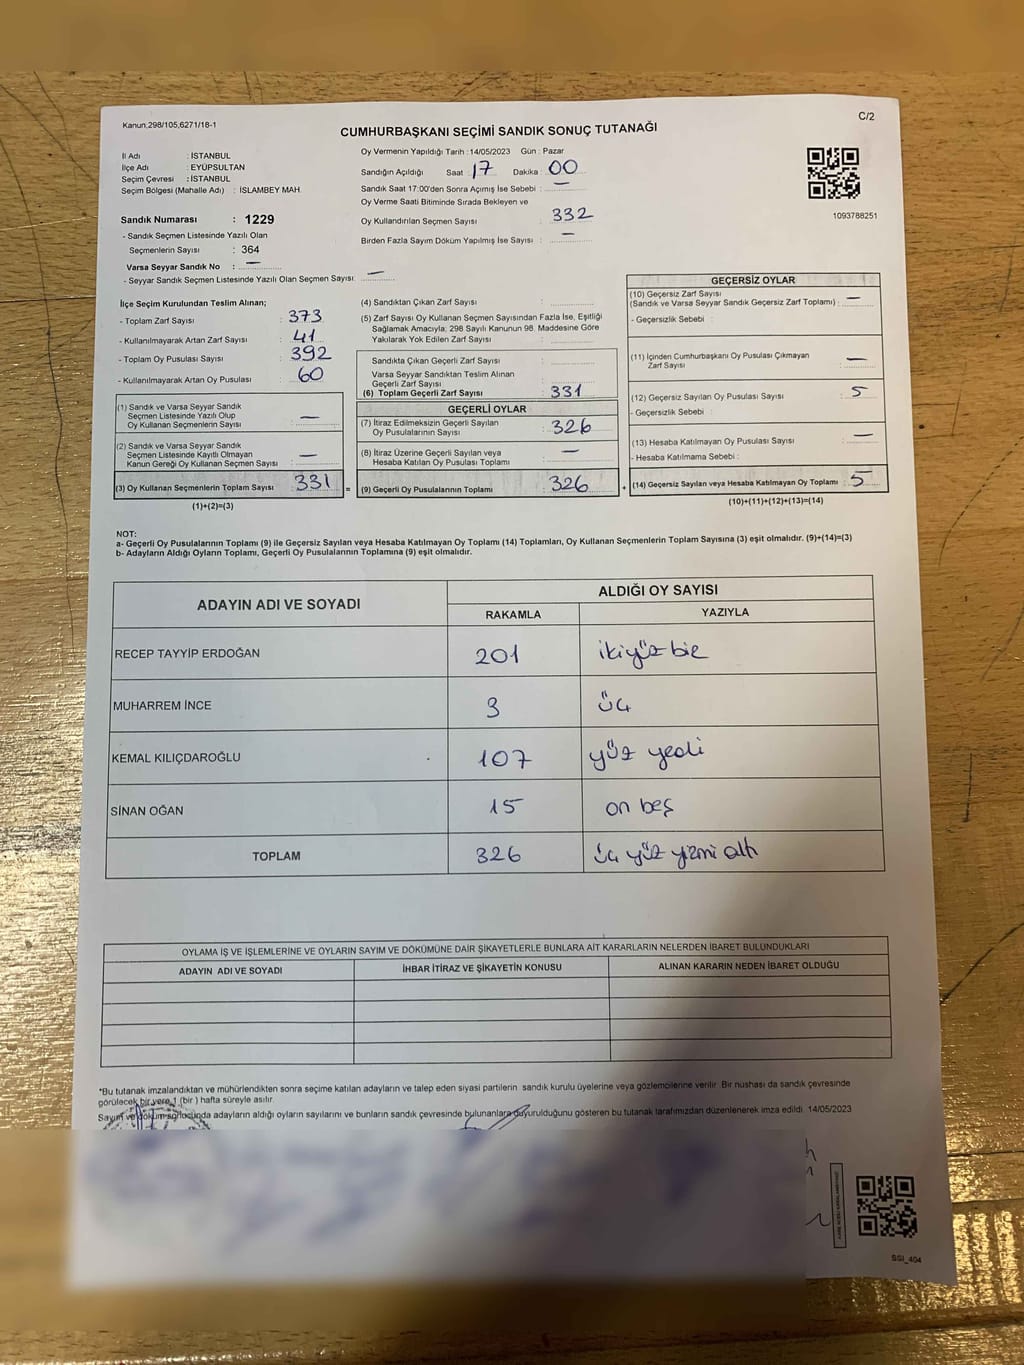 Kanun;298/105,6271/18-1
C/2
CUMHURBAŞKANI SEÇİMİ SANDIK SONUÇ TUTANAĞI
İl Adı : İSTANBUL
İlçe Adı : EYÜPSULTAN
Seçim Çevresi : İSTANBUL
Seçim Bölgesi (Mahalle Adı) : İSLAMBEY MAH.
Sandık Numarası : 1229
- Sandık Seçmen Listesinde Yazılı Olan
Seçmenlerin Sayısı : 364
Varsa Seyyar Sandık No : —
- Seyyar Sandık Seçmen Listesinde Yazılı Olan Seçmen Sayısı: —
Oy Vermenin Yapıldığı Tarih :14/05/2023 Gün : Pazar
Sandığın Açıldığı Saat : 17 Dakika : 00
Sandık Saat 17:00'den Sonra Açımış İse Sebebi : —
Oy Verme Saati Bitiminde Sırada Bekleyen ve
Oy Kullandırılan Seçmen Sayısı : 332
Birden Fazla Sayım Döküm Yapılmış İse Sayısı : —
1093788251
İlçe Seçim Kurulundan Teslim Alınan;
- Toplam Zarf Sayısı : 373
- Kullanılmayarak Artan Zarf Sayısı : 41
- Toplam Oy Pusulası Sayısı : 392
- Kullanılmayarak Artan Oy Pusulası : 60
(1) Sandık ve Varsa Seyyar Sandık
Seçmen Listesinde Yazılı Olup
Oy Kullanan Seçmenlerin Sayısı : —
(2) Sandık ve Varsa Seyyar Sandık
Seçmen Listesinde Kayıtlı Olmayan
Kanun Gereği Oy Kullanan Seçmen Sayısı : —
(3) Oy Kullanan Seçmenlerin Toplam Sayısı : 331 =
(1)+(2)=(3)
(4) Sandıktan Çıkan Zarf Sayısı :
(5) Zarf Sayısı Oy Kullanan Seçmen Sayısından Fazla İse, Eşitliği
Sağlamak Amacıyla; 298 Sayılı Kanunun 98. Maddesine Göre
Yakılarak Yok Edilen Zarf Sayısı :
Sandıkta Çıkan Geçerli Zarf Sayısı :
Varsa Seyyar Sandıktan Teslim Alınan
Geçerli Zarf Sayısı :
(6) Toplam Geçerli Zarf Sayısı : 331
GEÇERLİ OYLAR
(7) İtiraz Edilmeksizin Geçerli Sayılan
Oy Pusulalarının Sayısı : 326
(8) İtiraz Üzerine Geçerli Sayılan veya
Hesaba Katılan Oy Pusulası Toplamı : —
(9) Geçerli Oy Pusulalarının Toplamı : 326 +
GEÇERSİZ OYLAR
(10) Geçersiz Zarf Sayısı
(Sandık ve Varsa Seyyar Sandık Geçersiz Zarf Toplamı) : —
- Geçersizlik Sebebi :
(11) İçinden Cumhurbaşkanı Oy Pusulası Çıkmayan
Zarf Sayısı : —
(12) Geçersiz Sayılan Oy Pusulası Sayısı : 5
- Geçersizlik Sebebi :
(13) Hesaba Katılmayan Oy Pusulası Sayısı : —
- Hesaba Katılmama Sebebi :
(14) Geçersiz Sayılan veya Hesaba Katılmayan Oy Toplamı : 5
(10)+(11)+(12)+(13)=(14)
NOT:
a- Geçerli Oy Pusulalarının Toplamı (9) ile Geçersiz Sayılan veya Hesaba Katılmayan Oy Toplamı (14) Toplamları, Oy Kullanan Seçmenlerin Toplam Sayısına (3) eşit olmalıdır. (9)+(14)=(3)
b- Adayların Aldığı Oyların Toplamı, Geçerli Oy Pusulalarının Toplamına (9) eşit olmalıdır.
ADAYIN ADI VE SOYADI
ALDIĞI OY SAYISI
RAKAMLA YAZIYLA
RECEP TAYYİP ERDOĞAN 201 ikiyüz bir
MUHARREM İNCE 3 üç
KEMAL KILIÇDAROĞLU 107 yüz yedi
SİNAN OĞAN 15 on beş
TOPLAM 326 üç yüz yirmi altı
OYLAMA İŞ VE İŞLEMLERİNE VE OYLARIN SAYIM VE DÖKÜMÜNE DAİR ŞİKAYETLERLE BUNLARA AİT KARARLARIN NELERDEN İBARET BULUNDUKLARI
ADAYIN ADI VE SOYADI İHBAR İTİRAZ VE ŞİKAYETİN KONUSU ALINAN KARARIN NEDEN İBARET OLDUĞU
*Bu tutanak imzalandıktan ve mühürlendikten sonra seçime katılan adayların ve talep eden siyasi partilerin sandık kurulu üyelerine veya gözlemcilerine verilir. Bir nushası da sandık çevresinde
görülecek bir yere 1 (bir ) hafta süreyle asılır.
Sayım ve döküm sonucunda adayların aldığı oyların sayılarını ve bunların sandık çevresinde bulunanlara duyurulduğunu gösteren bu tutanak tarafımızdan düzenlenerek imza edildi. 14/05/2023
SGI_404